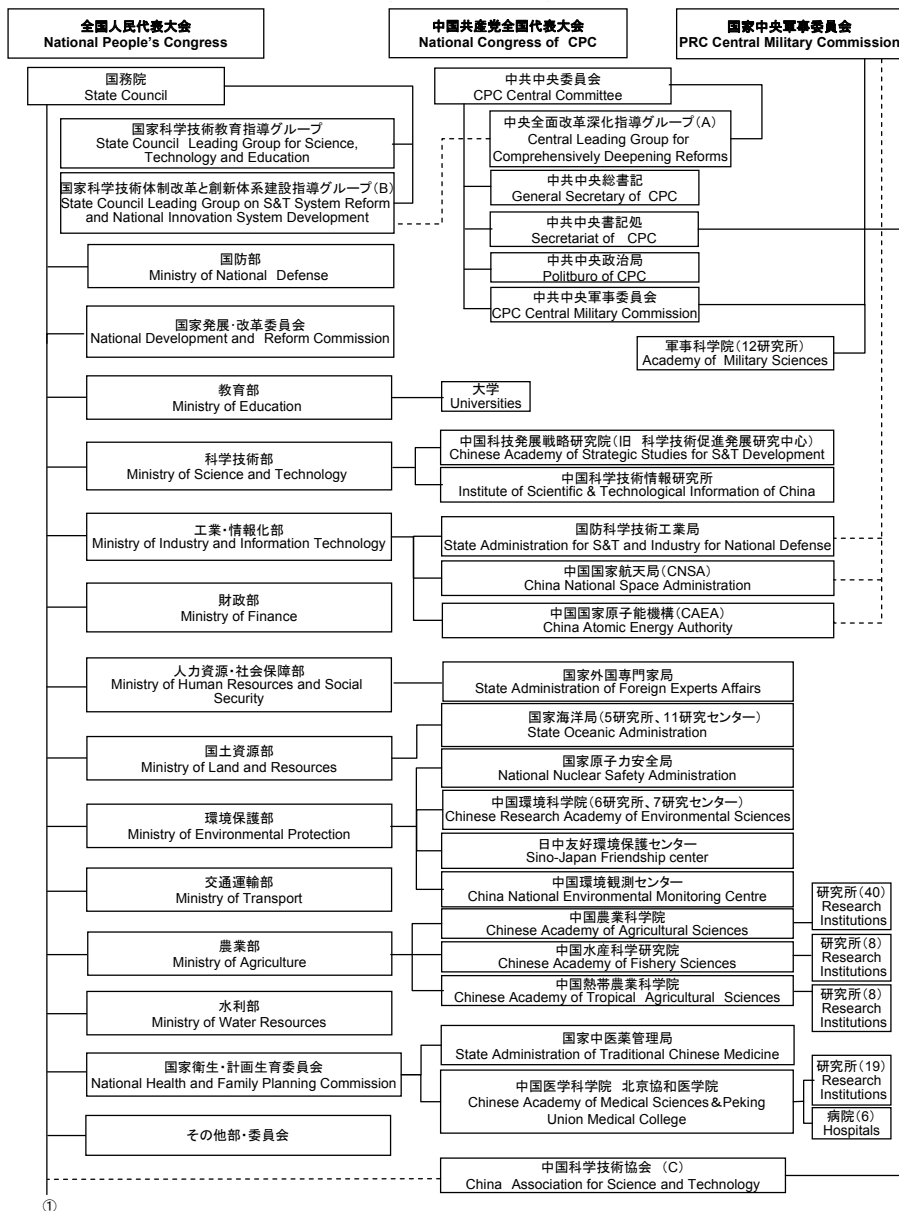 全国人民代表大会
National People's Congress
中国共産党全国代表大会
National Congress of CPC
国家中央軍事委員会
PRC Central Military Commission
国務院
State Council
中共中央委員会
CPC Central Committee
国家科学技術教育指導グループ
State Council Leading Group for Science,
Technology and Education
中央全面改革深化指導グループ(A)
Central Leading Group for
Comprehensively Deepening Reforms
国家科学技術体制改革と創新体系建設指導グループ(B)
State Council Leading Group on S&T System Reform
and National Innovation System Development
中共中央総書記
General Secretary of CPC
中共中央書記処
Secretariat of CPC
国防部
Ministry of National Defense
中共中央政治局
Politburo of CPC
中共中央軍事委員会
CPC Central Military Commission
国家発展・改革委員会
National Development and Reform Commission
軍事科学院(12研究所)
Academy of Military Sciences
教育部
Ministry of Education
大学
Universities
科学技術部
Ministry of Science and Technology
中国科技発展戦略研究院(旧 科学技術促進発展研究中心)
Chinese Academy of Strategic Studies for S&T Development
中国科学技術情報研究所
Institute of Scientific & Technological Information of China
工業・情報化部
Ministry of Industry and Information Technology
国防科学技術工業局
State Administration for S&T and Industry for National Defense
中国国家航天局(CNSA)
China National Space Administration
財政部
Ministry of Finance
中国国家原子能機構(CAEA)
China Atomic Energy Authority
人力資源・社会保障部
Ministry of Human Resources and Social
Security
国家外国専門家局
State Administration of Foreign Experts Affairs
国家海洋局(5研究所、11研究センター)
State Oceanic Administration
国土資源部
Ministry of Land and Resources
国家原子力安全局
National Nuclear Safety Administration
環境保護部
Ministry of Environmental Protection
中国環境科学院(6研究所、7研究センター)
Chinese Research Academy of Environmental Sciences
日中友好環境保護センター
Sino-Japan Friendship center
交通運輸部
Ministry of Transport
中国環境観測センター
China National Environmental Monitoring Centre
農業部
Ministry of Agriculture
中国農業科学院
Chinese Academy of Agricultural Sciences
研究所(40)
Research
Institutions
中国水産科学研究院
Chinese Academy of Fishery Sciences
研究所(8)
Research
Institutions
中国熱帯農業科学院
Chinese Academy of Tropical Agricultural Sciences
研究所(8)
Research
Institutions
水利部
Ministry of Water Resources
国家中医薬管理局
State Administration of Traditional Chinese Medicine
国家衛生・計画生育委員会
National Health and Family Planning Commission
中国医学科学院 北京協和医学院
Chinese Academy of Medical Sciences&Peking
Union Medical College
研究所(19)
Research
Institutions
病院(6)
Hospitals
その他部・委員会
中国科学技術協会 (C)
China Association for Science and Technology
①